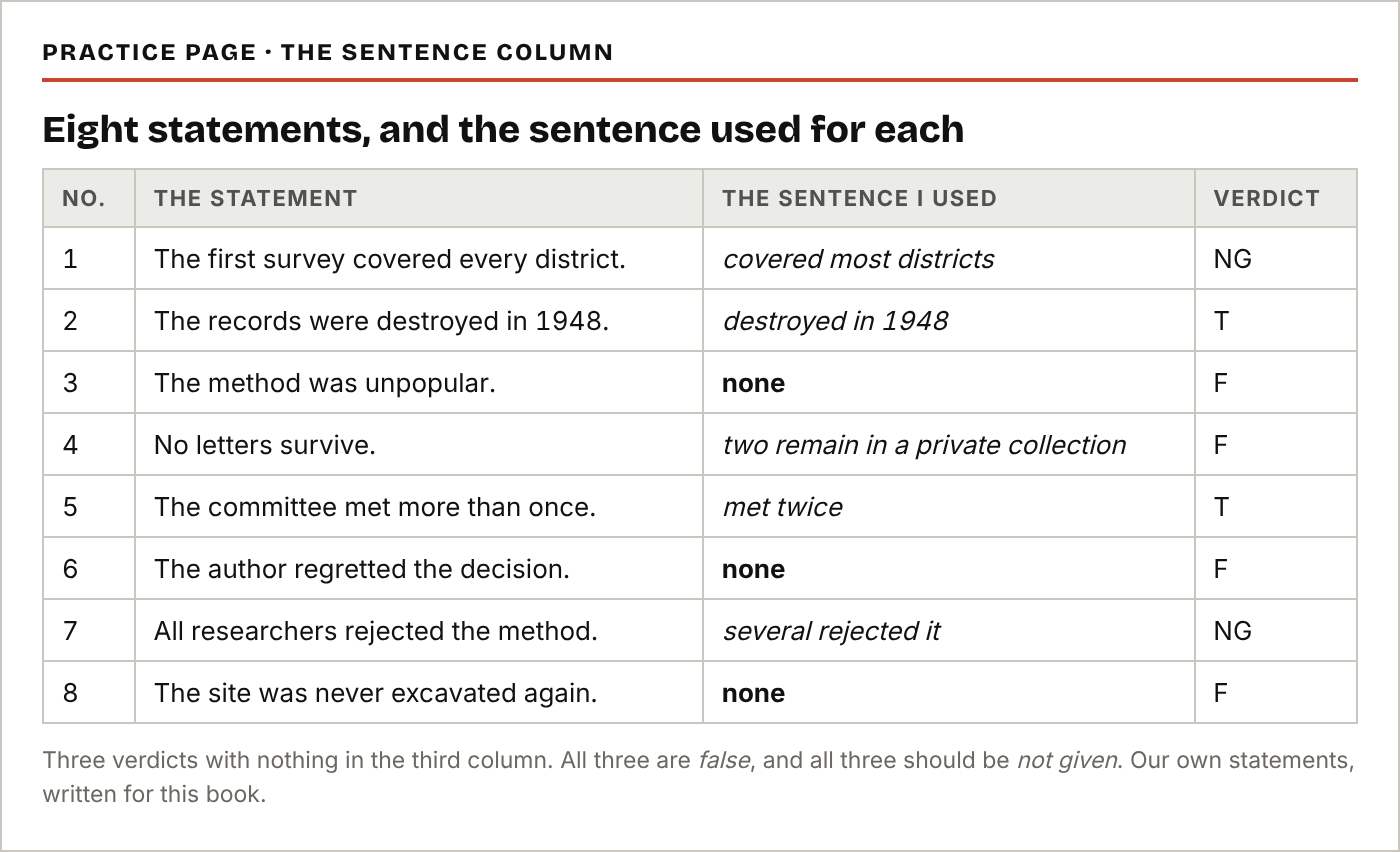 PRACTICE PAGE · THE SENTENCE COLUMN
Eight statements, and the sentence used for each
NO. THE STATEMENT THE SENTENCE I USED VERDICT
1 The first survey covered every district. covered most districts NG
2 The records were destroyed in 1948. destroyed in 1948 T
3 The method was unpopular. none F
4 No letters survive. two remain in a private collection F
5 The committee met more than once. met twice T
6 The author regretted the decision. none F
7 All researchers rejected the method. several rejected it NG
8 The site was never excavated again. none F
Three verdicts with nothing in the third column. All three are false, and all three should be not given. Our own statements,
written for this book.